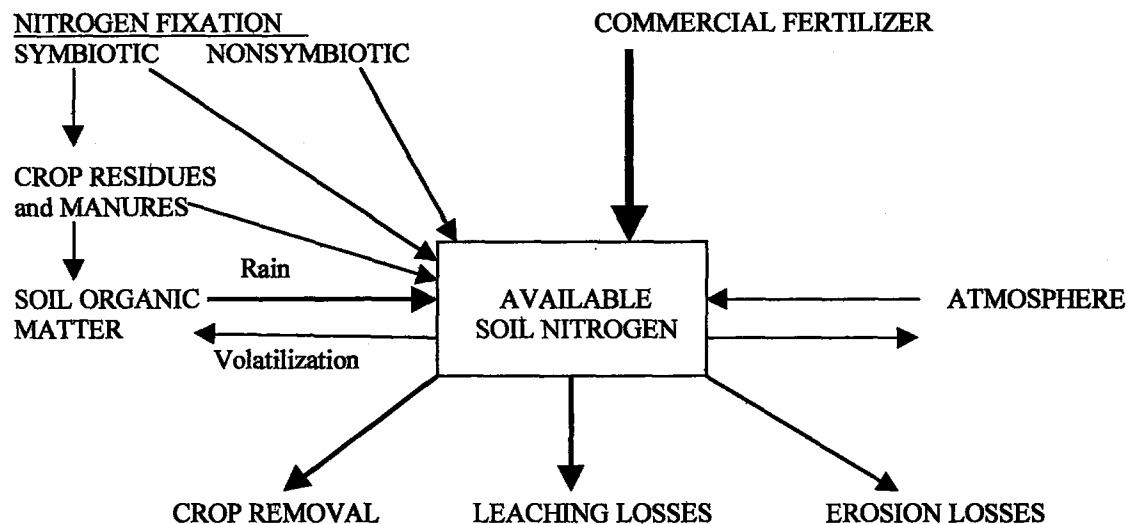 NITROGEN FIXATION
COMMERCIAL FERTILIZER
SYMBIOTIC NONSYMBIOTIC
CROP RESIDUES
and MANURES
Rain
SOIL ORGANIC
MATTER
AVAILABLE
SOIL NITROGEN
ATMOSPHERE
Volatilization
CROP REMOVAL
LEACHING LOSSES
EROSION LOSSES